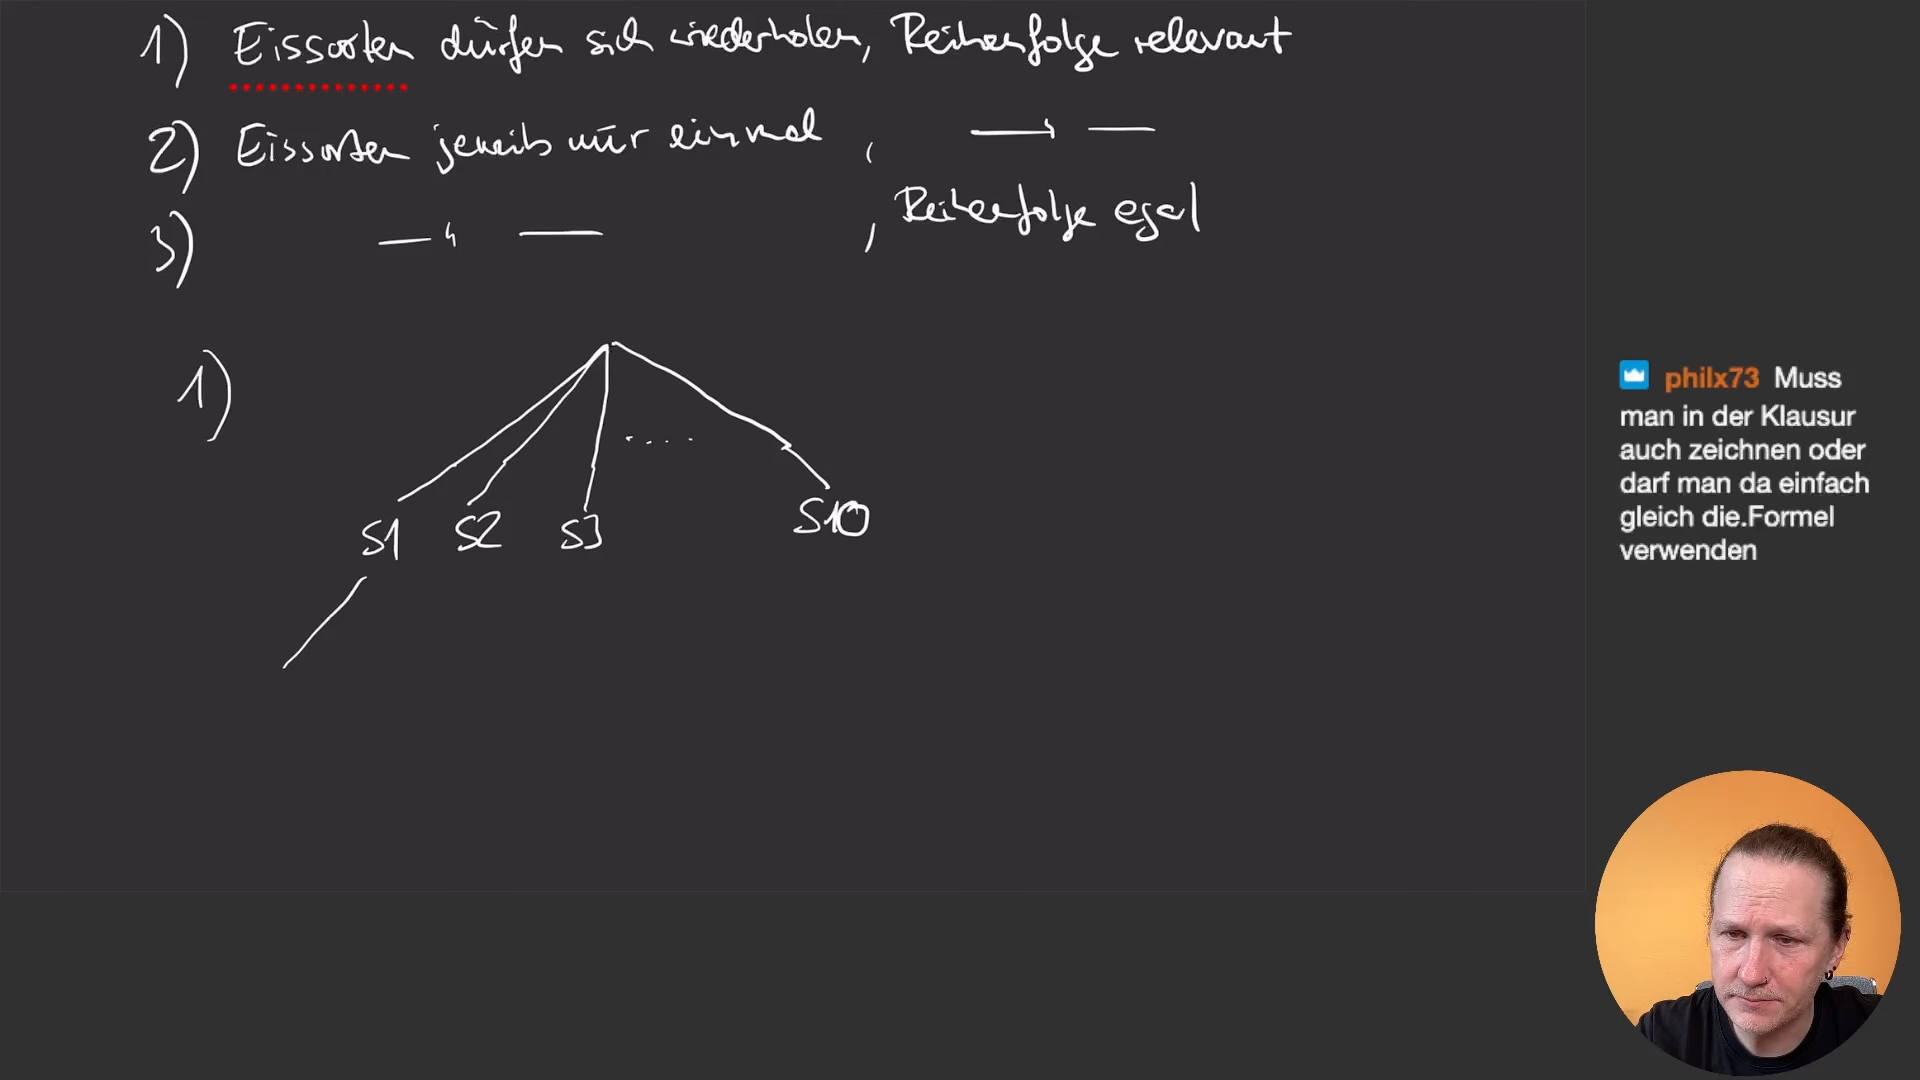 1) Eissorten dürfen sich wiederholen, Reihenfolge relevant
2) Eissorten jeweils nur einmal, — " —
3) — " — , Reihenfolge egal
1)
.....
S1 S2 S3 S10
philx73 Muss
man in der Klausur
auch zeichnen oder
darf man da einfach
gleich die.Formel
verwenden